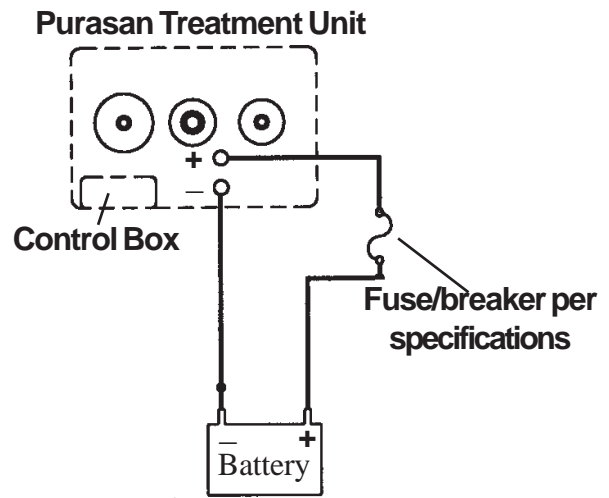 Purasan Treatment Unit
+
–
Control Box
Fuse/breaker per
specifications
– +
Battery